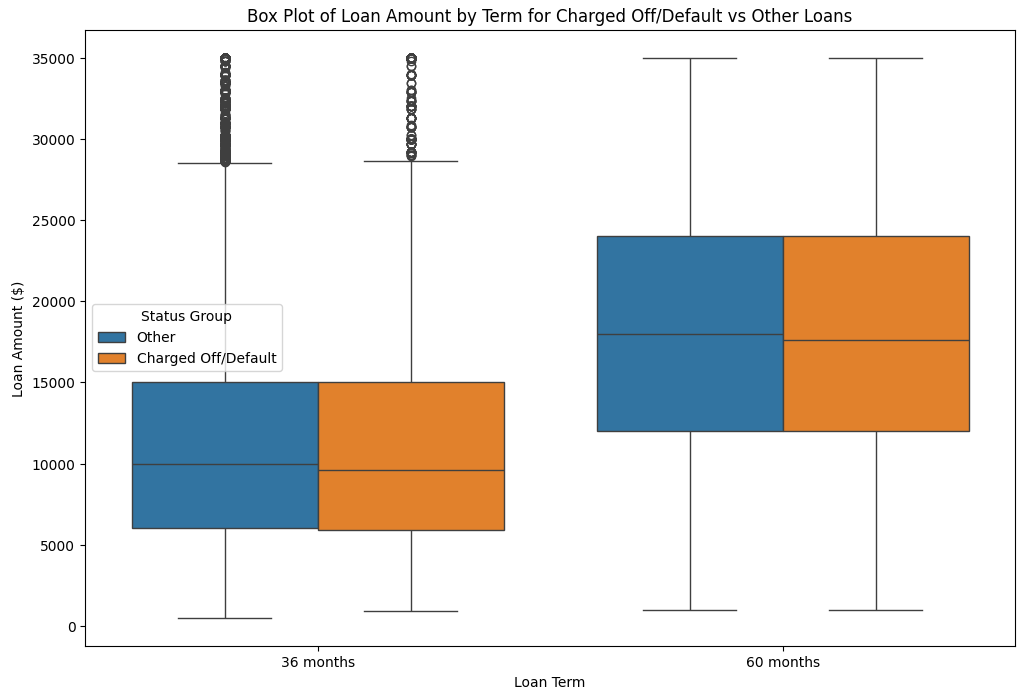 Box Plot of Loan Amount by Term for Charged Off/Default vs Other Loans
35000
30000
25000
20000
15000
10000
5000
0
Loan Amount ($)
Status Group
Other
Charged Off/Default
36 months
60 months
Loan Term